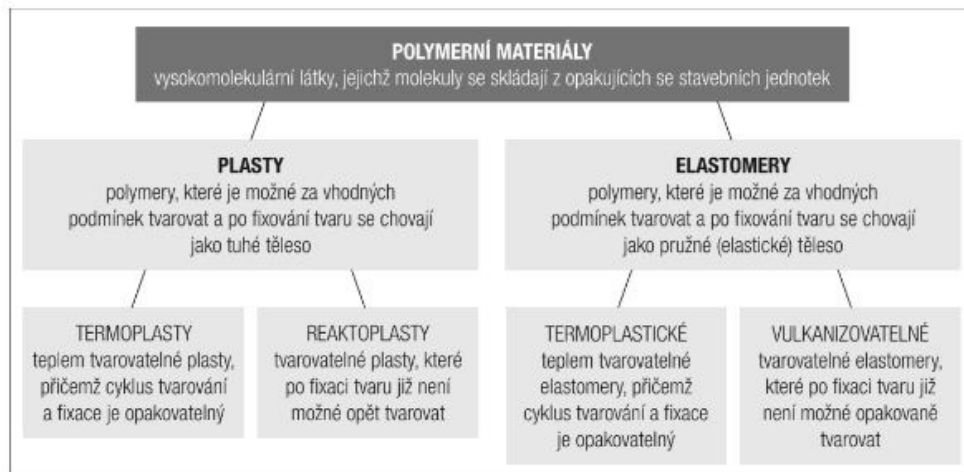 POLYMERNÍ MATERIÁLY
vysokomolekulární látky, jejichž molekuly se skládají z opakujících se stavebních jednotek
PLASTY
polymery, které je možné za vhodných
podmínek tvarovat a po fixování tvaru se chovají
jako tuhé těleso
ELASTOMERY
polymery, které je možné za vhodných
podmínek tvarovat a po fixování tvaru se chovají
jako pružné (elastické) těleso
TERMOPLASTY
teplem tvarovatelné plasty,
přičemž cyklus tvarování
a fixace je opakovatelný
REAKTOPLASTY
tvarovatelné plasty, které
po fixaci tvaru již není
možné opět tvarovat
TERMOPLASTICKÉ
teplem tvarovatelné
elastomery, přičemž
cyklus tvarování a fixace
je opakovatelný
VULKANIZOVATELNÉ
tvarovatelné elastomery,
které po fixaci tvaru již
není možné opakovaně
tvarovat